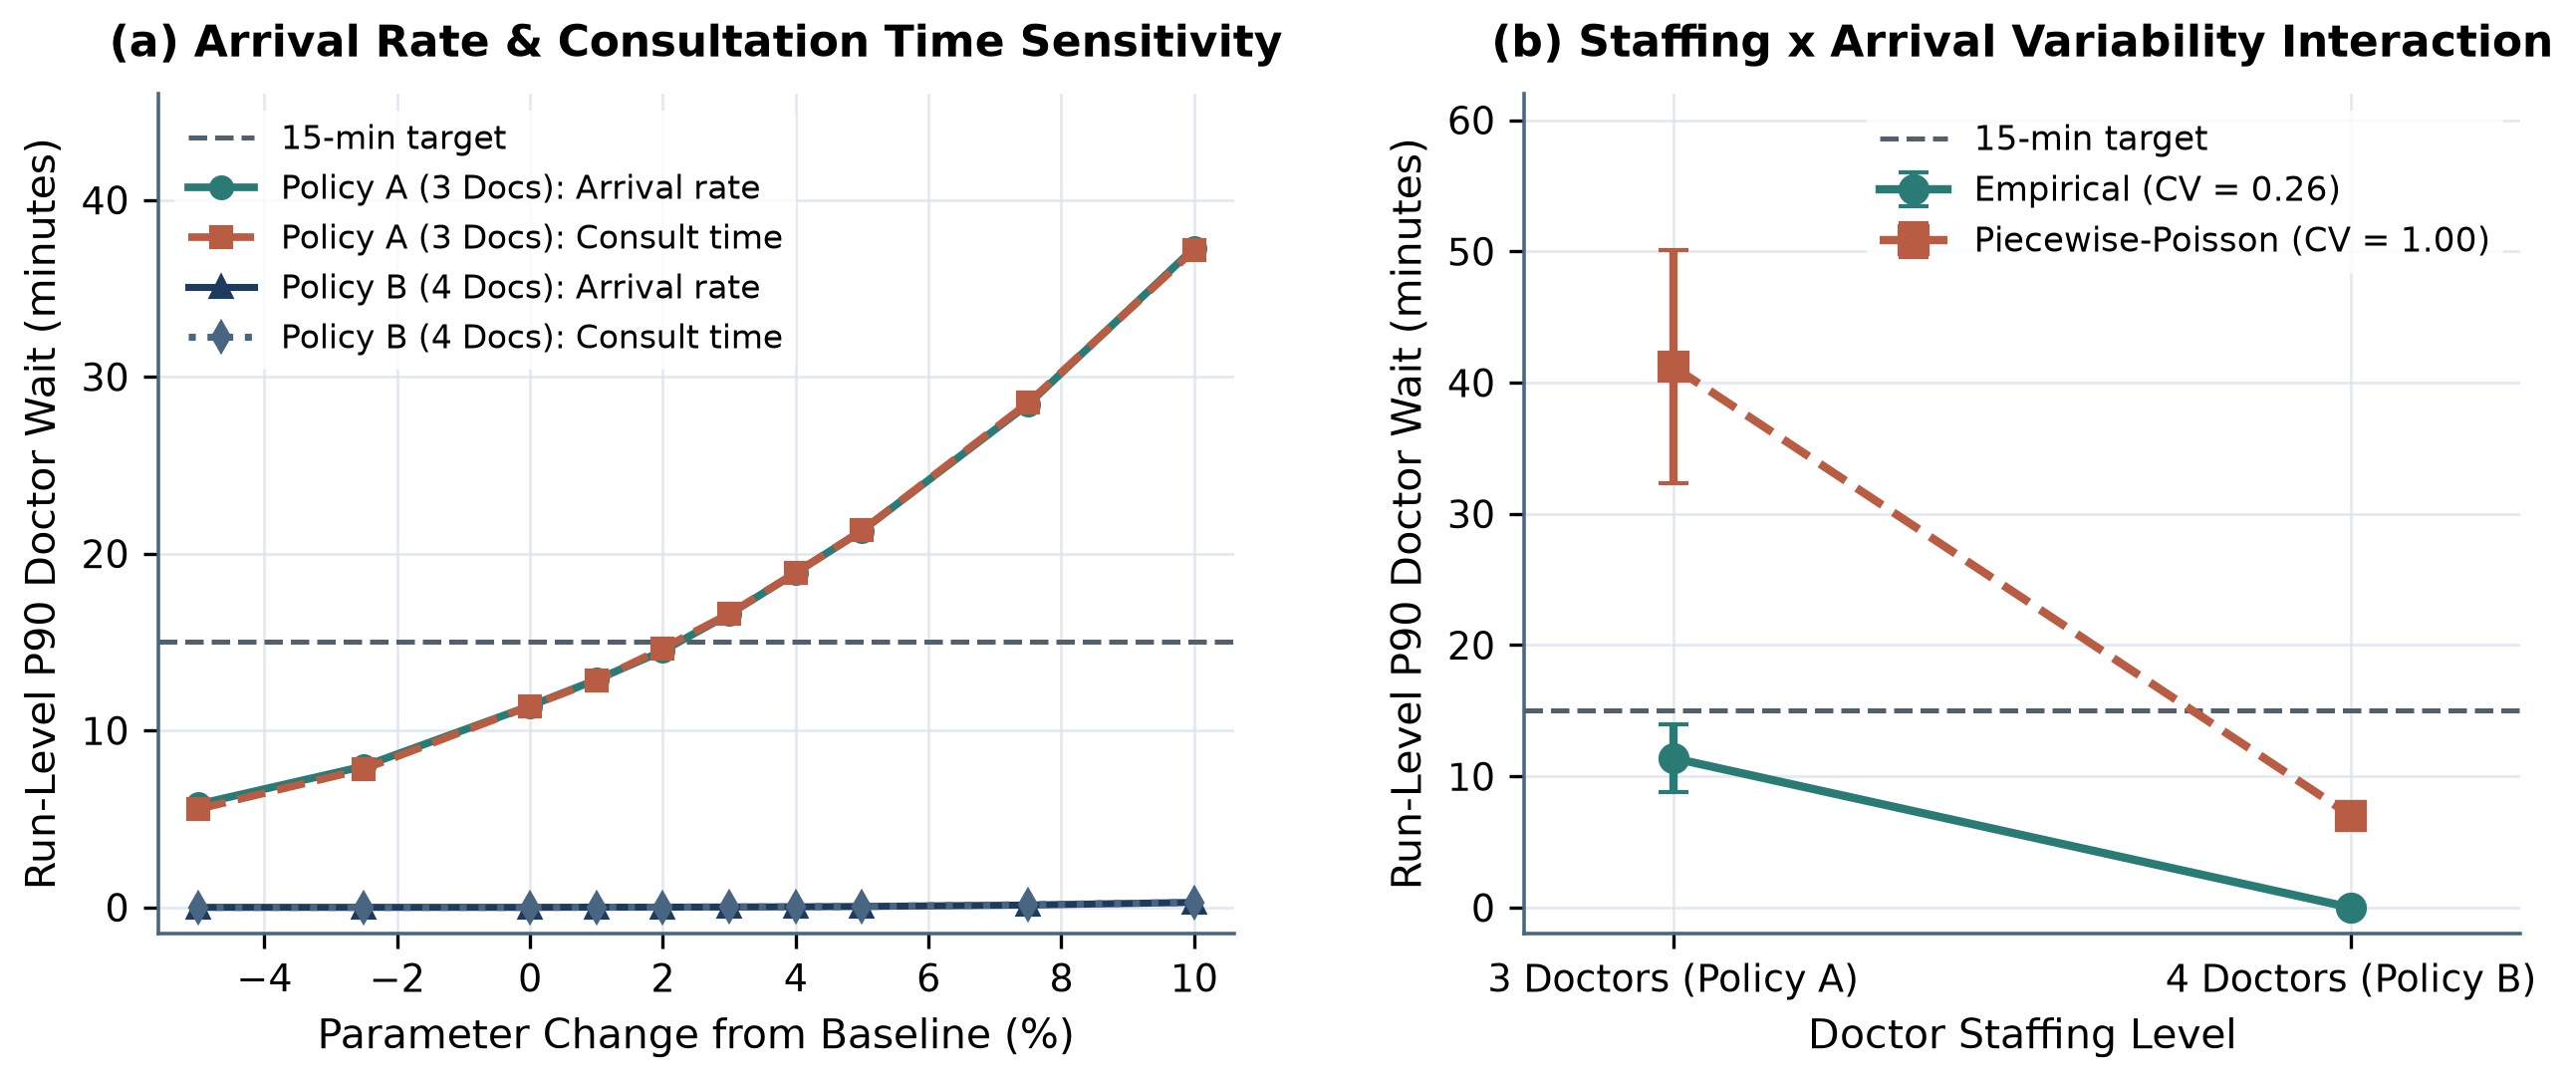 (a) Arrival Rate & Consultation Time Sensitivity
Run-Level P90 Doctor Wait (minutes)
40
30
20
10
0
15-min target
Policy A (3 Docs): Arrival rate
Policy A (3 Docs): Consult time
Policy B (4 Docs): Arrival rate
Policy B (4 Docs): Consult time
−4 −2 0 2 4 6 8 10
Parameter Change from Baseline (%)
(b) Staffing x Arrival Variability Interaction
Run-Level P90 Doctor Wait (minutes)
60
50
40
30
20
10
0
15-min target
Empirical (CV = 0.26)
Piecewise-Poisson (CV = 1.00)
3 Doctors (Policy A) 4 Doctors (Policy B)
Doctor Staffing Level